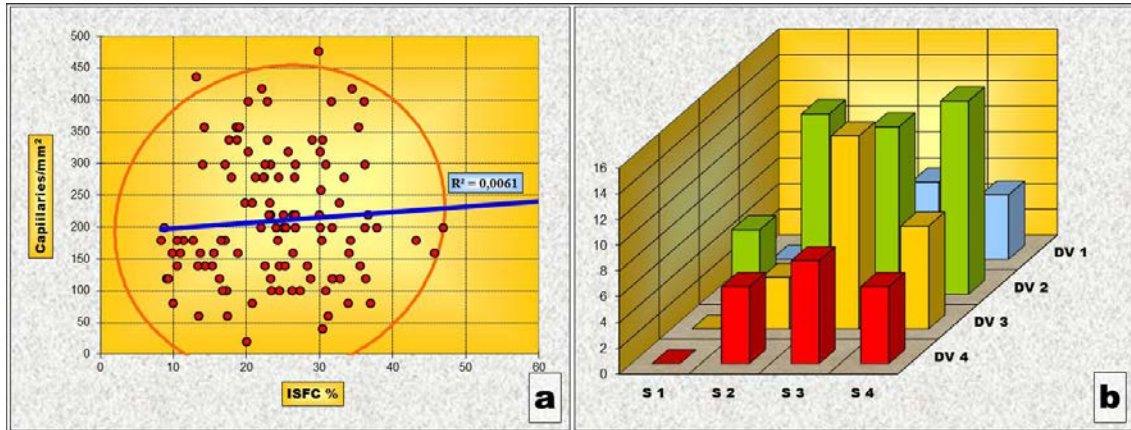 500
450
400
350
300
250
200
150
100
50
0
Capiilaries/mm²
R² = 0,0061
0 10 20 30 40 50 60
ISFC %
a
16
14
12
10
8
6
4
2
0
S 1 S 2 S 3 S 4
DV 1
DV 2
DV 3
DV 4
b